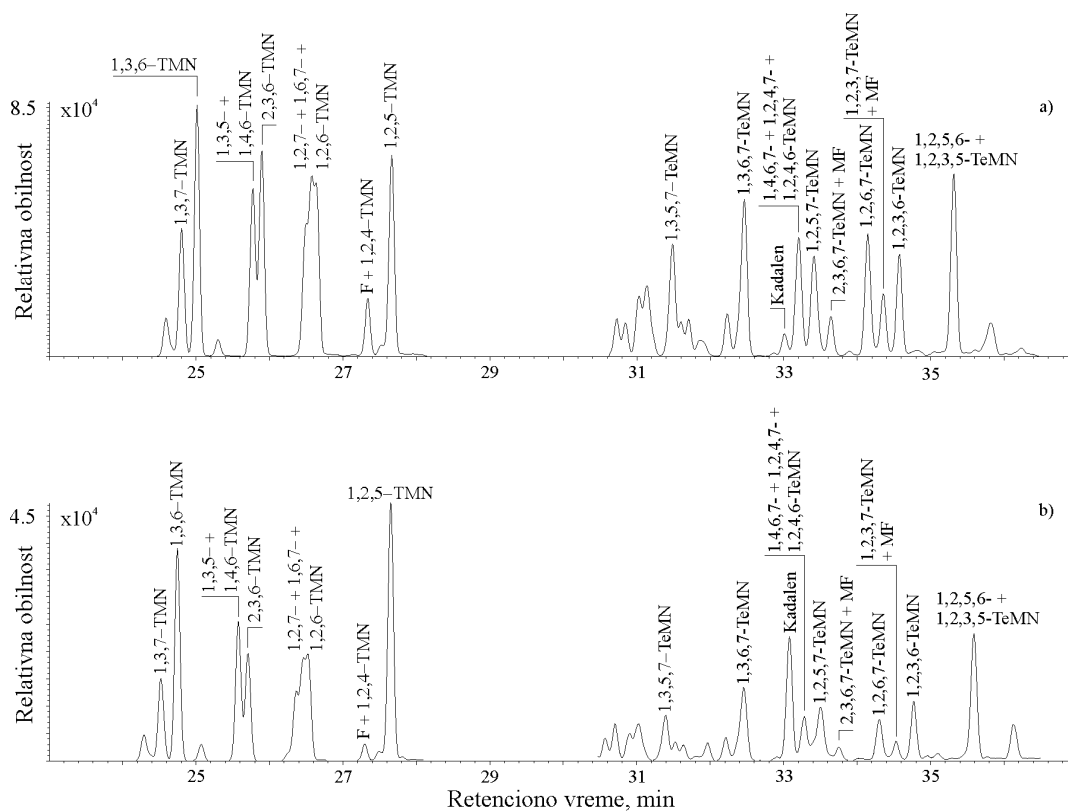 a)
8.5 x10⁴
Relativna obilnost
1,3,7–TMN
1,3,6–TMN
1,3,5– +
1,4,6–TMN
2,3,6–TMN
1,2,7– + 1,6,7– +
1,2,6–TMN
F + 1,2,4–TMN
1,2,5–TMN
1,3,5,7–TeMN
1,3,6,7-TeMN
Kadalen
1,4,6,7- + 1,2,4,7- +
1,2,4,6-TeMN
1,2,5,7-TeMN
2,3,6,7-TeMN + MF
1,2,6,7-TeMN
1,2,3,7-TeMN
+ MF
1,2,3,6-TeMN
1,2,5,6- +
1,2,3,5-TeMN
25 27 29 31 33 35
b)
4.5 x10⁴
Relativna obilnost
1,3,7–TMN
1,3,6–TMN
1,3,5– +
1,4,6–TMN
2,3,6–TMN
1,2,7– + 1,6,7– +
1,2,6–TMN
F + 1,2,4–TMN
1,2,5–TMN
1,3,5,7–TeMN
1,3,6,7-TeMN
Kadalen
1,4,6,7- + 1,2,4,7- +
1,2,4,6-TeMN
1,2,5,7-TeMN
2,3,6,7-TeMN + MF
1,2,6,7-TeMN
1,2,3,7-TeMN
+ MF
1,2,3,6-TeMN
1,2,5,6- +
1,2,3,5-TeMN
25 27 29 31 33 35
Retenciono vreme, min